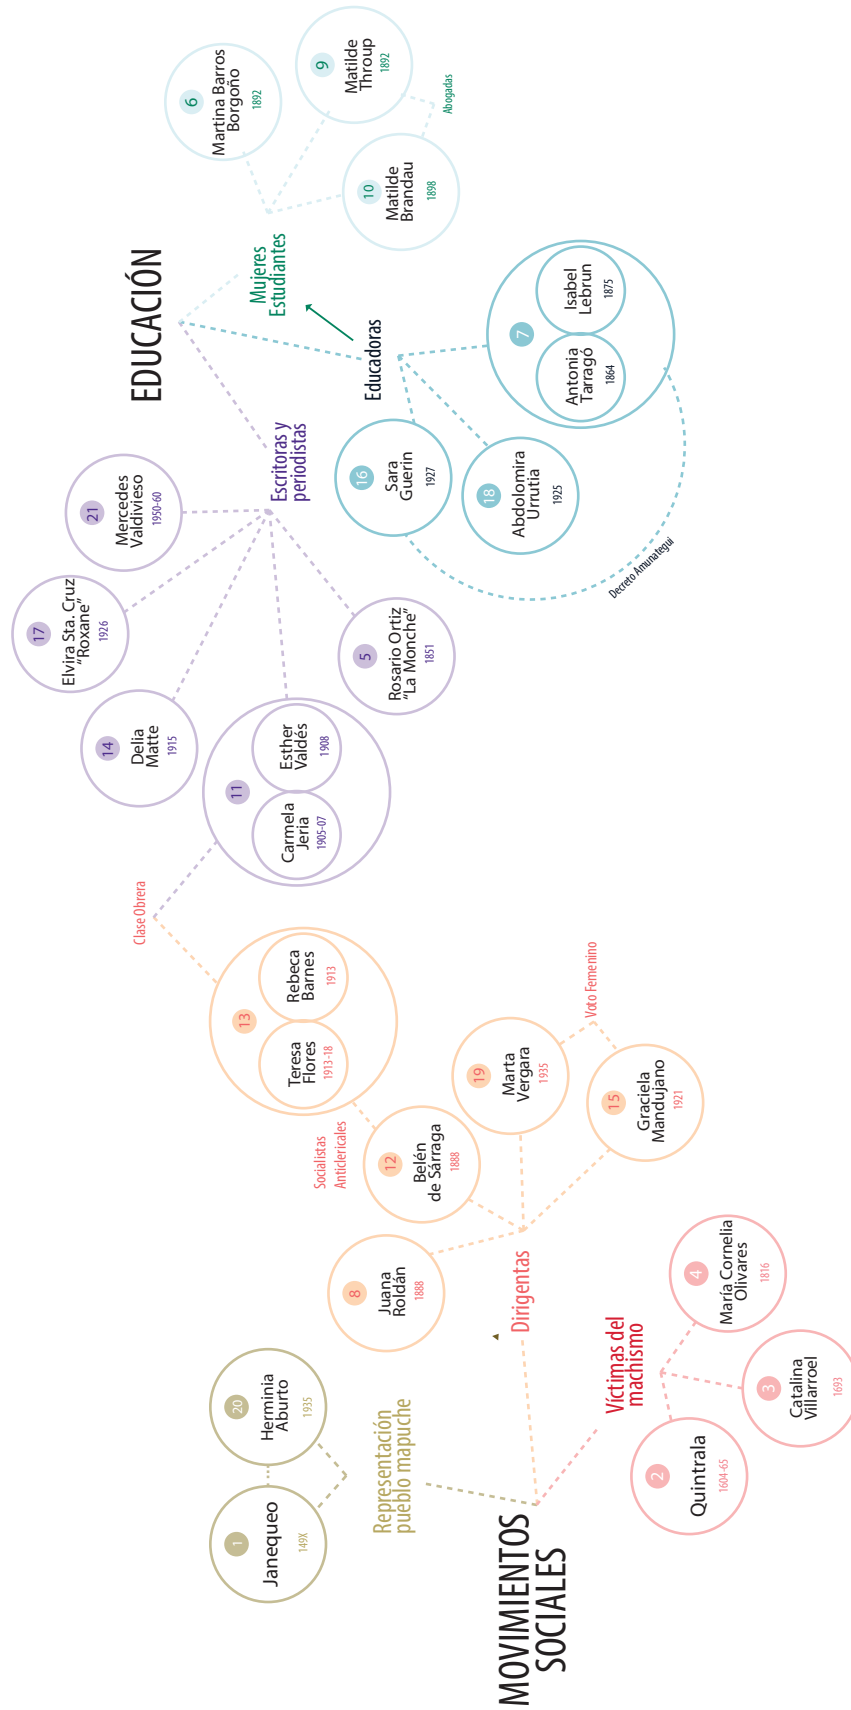 MOVIMIENTOS
SOCIALES
Representación
pueblo mapuche
1
Janequeo
149X
20
Herminia
Aburto
1935
Víctimas del
machismo
2
Quintrala
1604-65
3
Catalina
Villarroel
1693
4
María Cornelia
Olivares
1816
Dirigentas
8
Juana
Roldán
1888
12
Belén
de Sárraga
1888
Socialistas
Anticlericales
19
Marta
Vergara
1935
15
Graciela
Mandujano
1921
Voto Femenino
13
Teresa
Flores
1913-18
Rebeca
Barnes
1913
Clase Obrera
EDUCACIÓN
Escritoras y
periodistas
11
Carmela
Jeria
1905-07
Esther
Valdés
1908
14
Delia
Matte
1915
17
Elvira Sta. Cruz
“Roxane”
1926
21
Mercedes
Valdivieso
1950-60
5
Rosario Ortiz
“La Monche”
1851
Educadoras
16
Sara
Guerin
1927
18
Abdolomira
Urrutia
1925
7
Antonia
Tarragó
1864
Isabel
Lebrun
1875
Decreto Amunategui
Mujeres
Estudiantes
6
Martina Barros
Borgoño
1892
9
Matilde
Throup
1892
10
Matilde
Brandau
1898
Abogadas